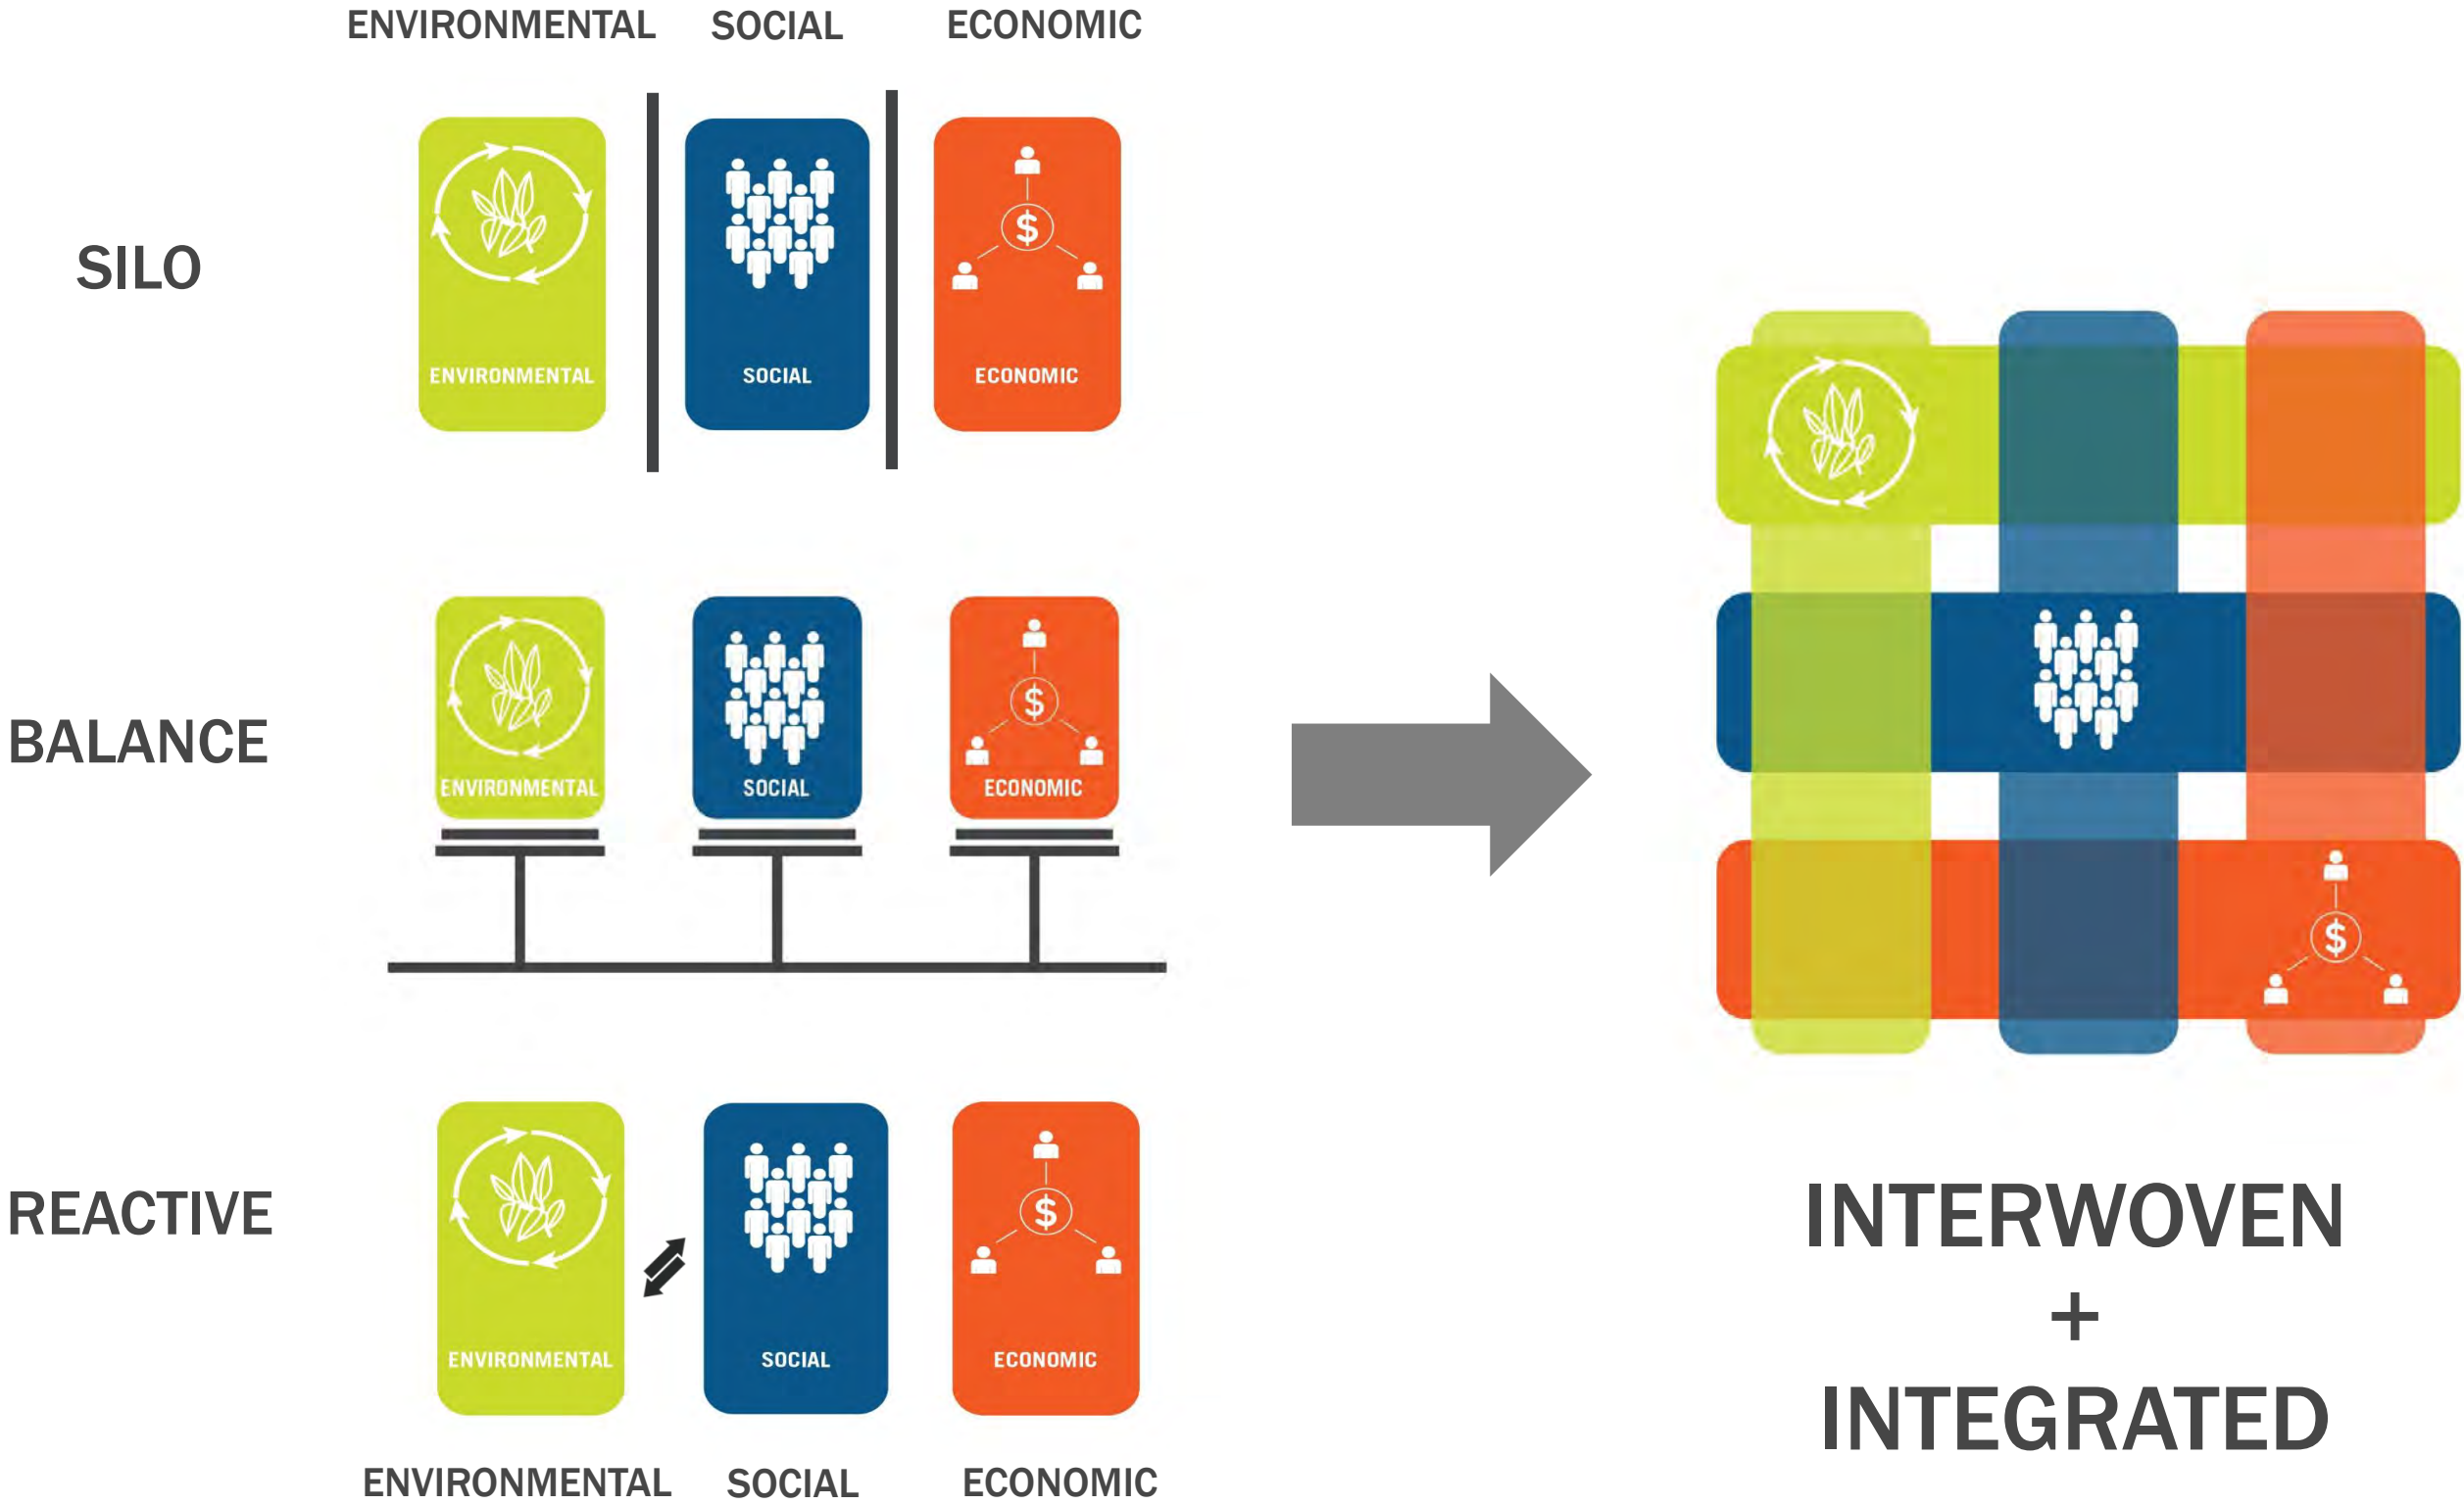 ENVIRONMENTAL SOCIAL ECONOMIC
SILO
$
ENVIRONMENTAL SOCIAL ECONOMIC
BALANCE
$
ENVIRONMENTAL SOCIAL ECONOMIC
REACTIVE
$
ENVIRONMENTAL SOCIAL ECONOMIC
ENVIRONMENTAL SOCIAL ECONOMIC
$
INTERWOVEN
+
INTEGRATED